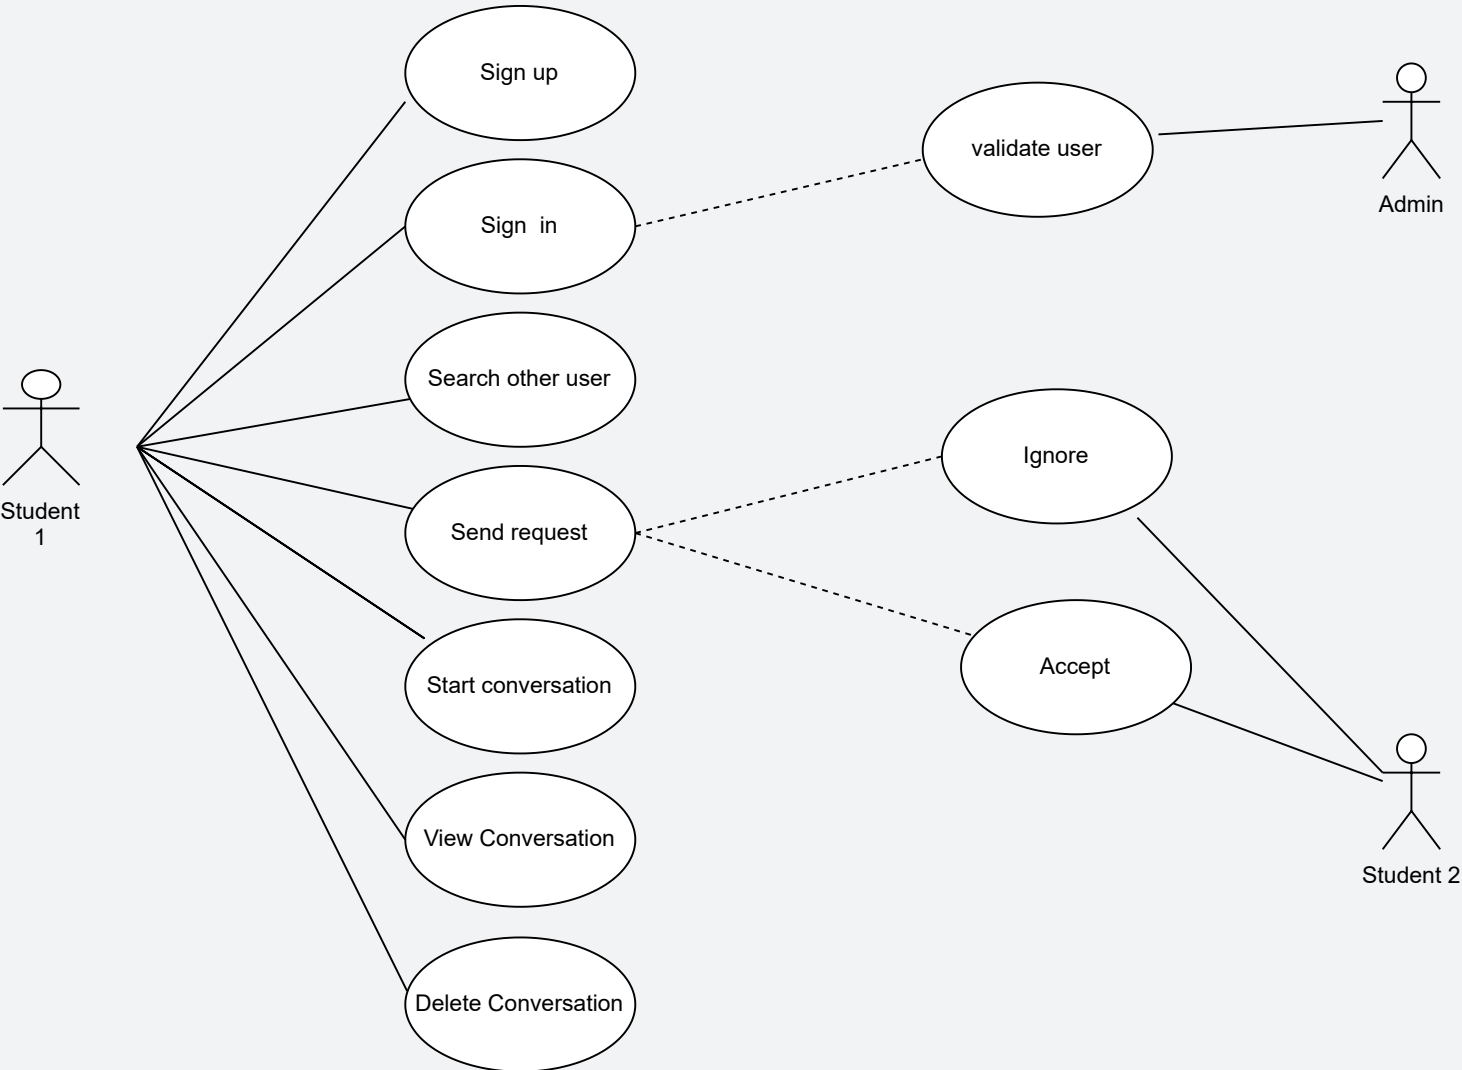 Sign up
validate user
Admin
Sign  in
Search other user
Ignore
Student
1
Send request
Accept
Start conversation
View Conversation
Student 2
Delete Conversation